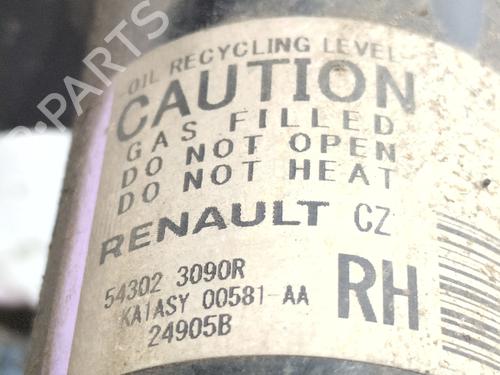 OIL RECYCLING LEVEL
CAUTION
GAS FILLED
DO NOT OPEN
DO NOT HEAT
RENAULT CZ
54302 3090R
KA1ASY 00581-AA
RH
24905B